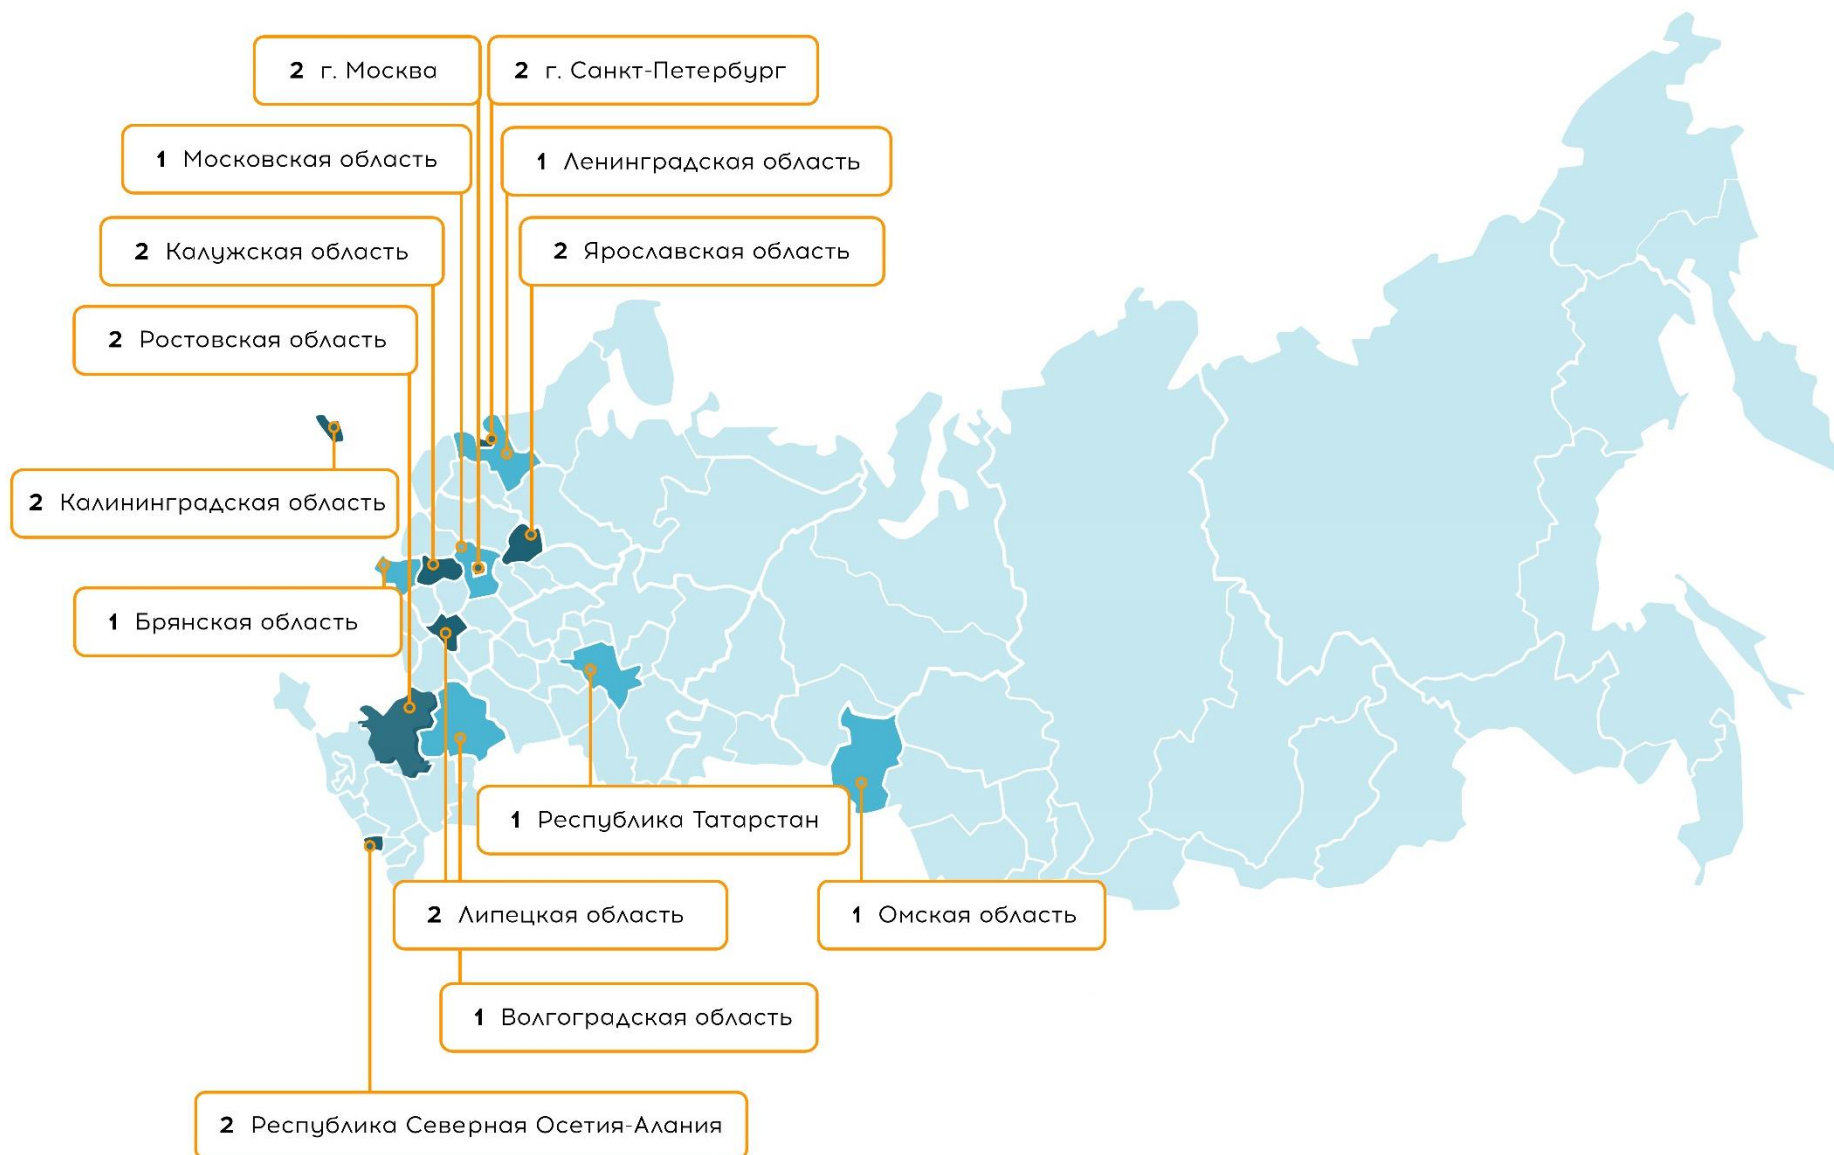 2 г. Москва
2 г. Санкт-Петербург
1 Московская область
1 Ленинградская область
2 Калужская область
2 Ярославская область
2 Ростовская область
2 Калининградская область
1 Брянская область
1 Республика Татарстан
2 Липецкая область
1 Омская область
1 Волгоградская область
2 Республика Северная Осетия-Алания